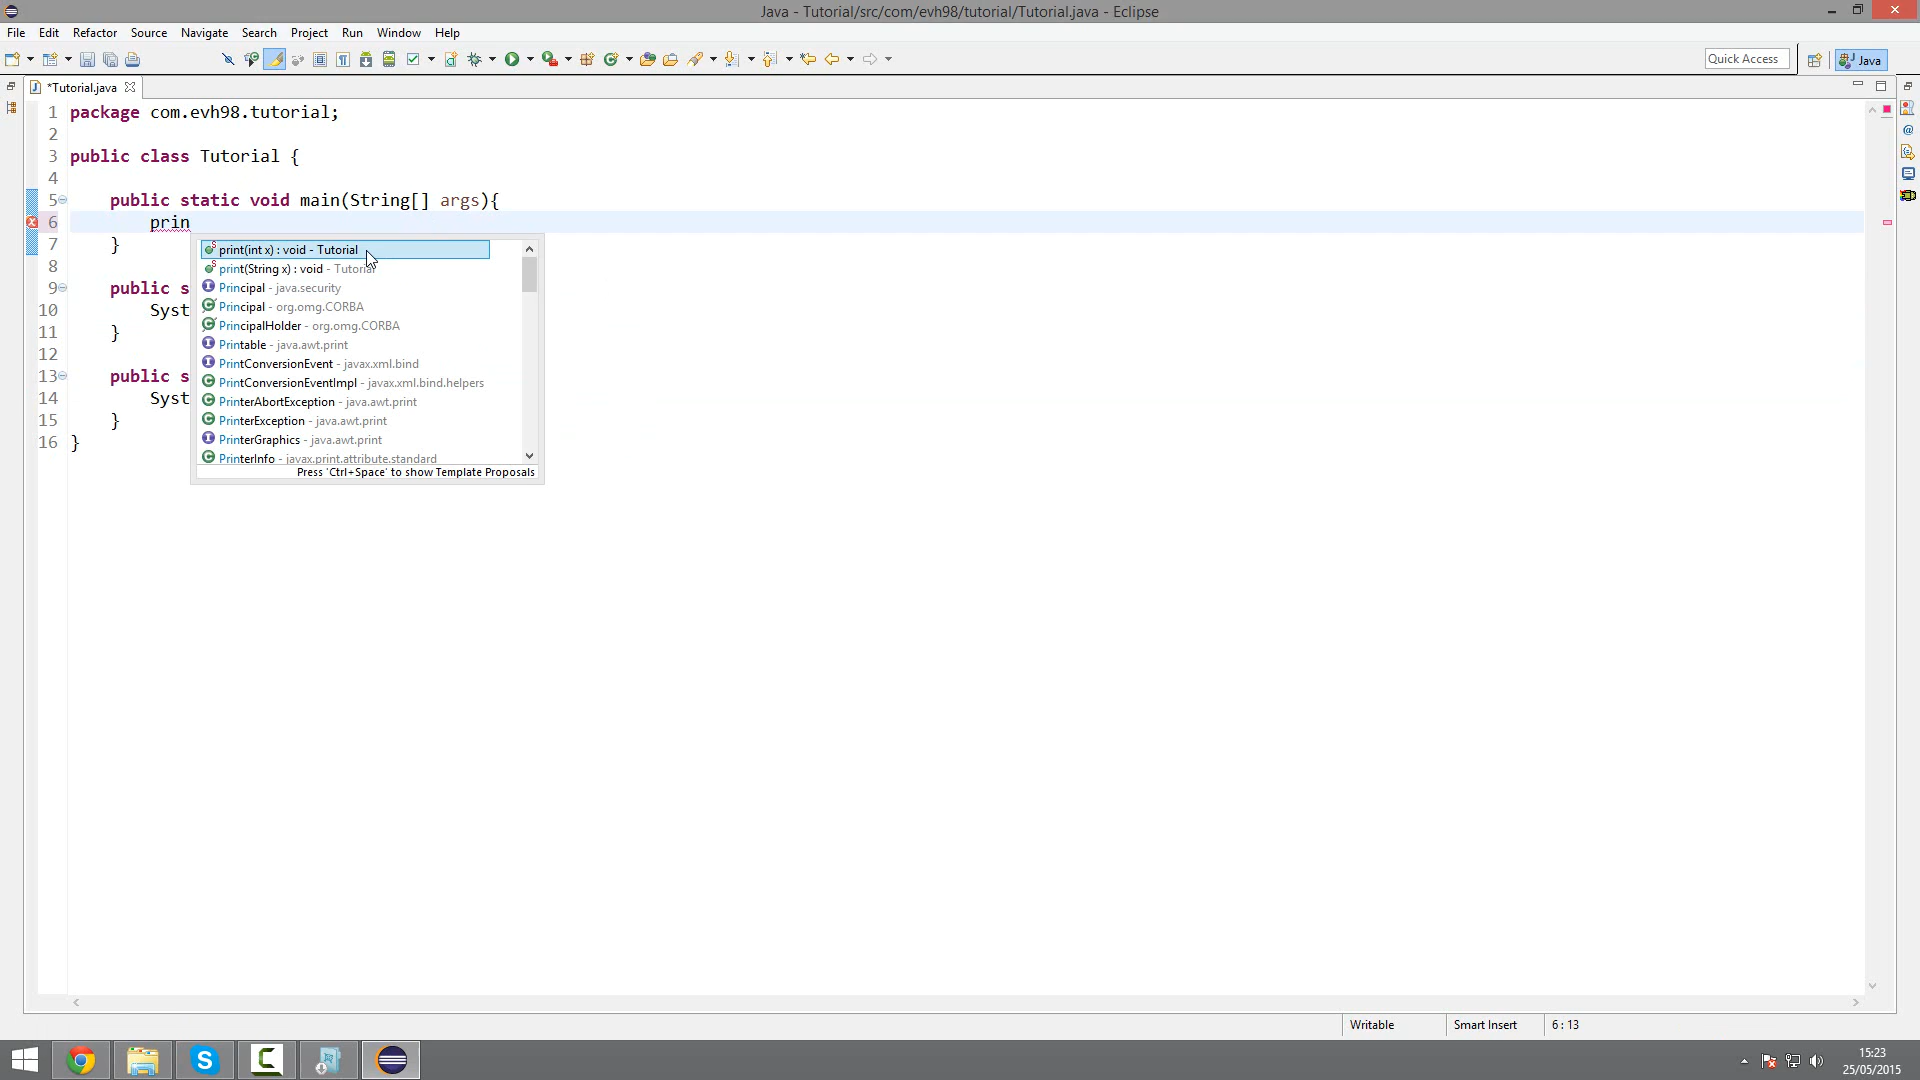 Java - Tutorial/src/com/evh98/tutorial/Tutorial.java - Eclipse
File Edit Refactor Source Navigate Search Project Run Window Help
Quick Access
Java
*Tutorial.java
1 package com.evh98.tutorial;
2
3 public class Tutorial {
4
5 public static void main(String[] args){
6 prin
7 }
8
9 public s
10 Syst
11 }
12
13 public s
14 Syst
15 }
16 }
print(int x) : void - Tutorial
print(String x) : void - Tutorial
Principal - java.security
Principal - org.omg.CORBA
PrincipalHolder - org.omg.CORBA
Printable - java.awt.print
PrintConversionEvent - javax.xml.bind
PrintConversionEventImpl - javax.xml.bind.helpers
PrinterAbortException - java.awt.print
PrinterException - java.awt.print
PrinterGraphics - java.awt.print
PrinterInfo - javax.print.attribute.standard
Press 'Ctrl+Space' to show Template Proposals
Writable Smart Insert 6 : 13
15:23
25/05/2015